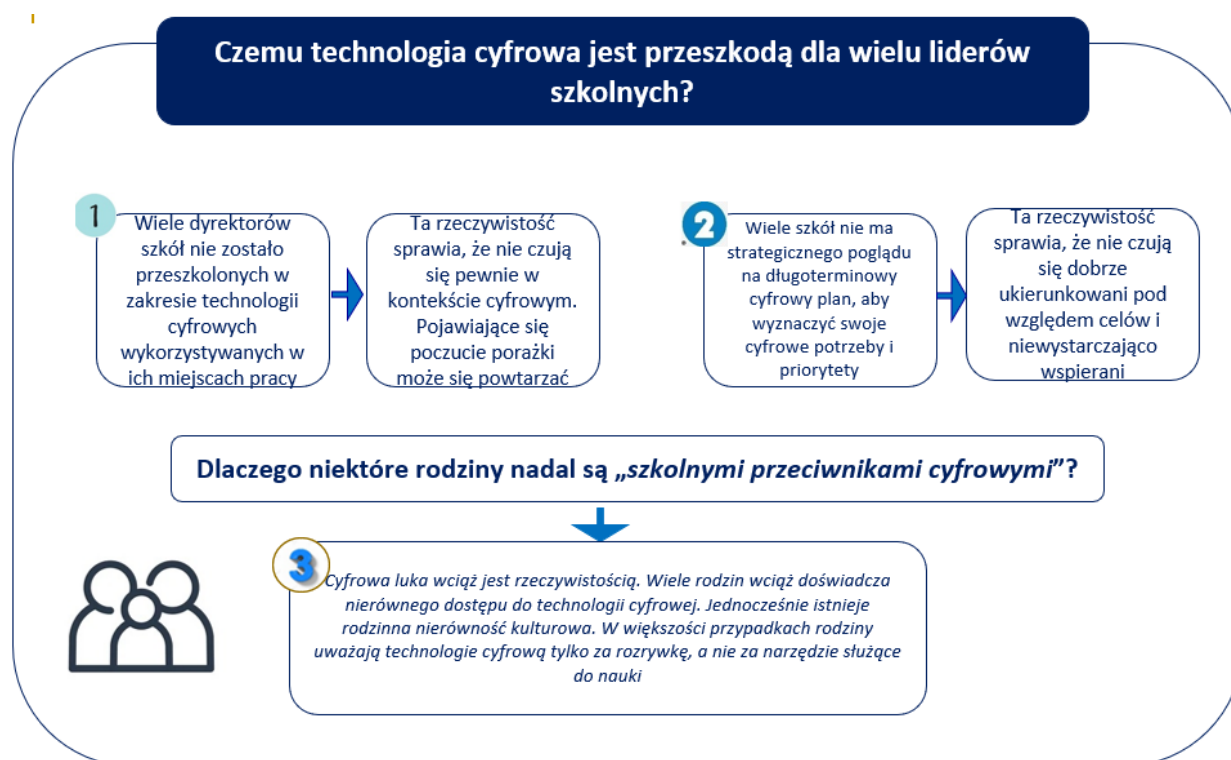 Czemu technologia cyfrowa jest przeszkodą dla wielu liderów
szkolnych?
1
Wiele dyrektorów
szkół nie zostało
przeszkolonych w
zakresie technologii
cyfrowych
wykorzystywanych w
ich miejscach pracy
Ta rzeczywistość
sprawia, że nie czują
się pewnie w
kontekście cyfrowym.
Pojawiające się
poczucie porażki
może się powtarzać
2
Wiele szkół nie ma
strategicznego poglądu
na długoterminowy
cyfrowy plan, aby
wyznaczyć swoje
cyfrowe potrzeby i
priorytety
Ta rzeczywistość
sprawia, że nie czują
się dobrze
ukierunkowani pod
względem celów i
niewystarczająco
wspierani
Dlaczego niektóre rodziny nadal są „szkolnymi przeciwnikami cyfrowymi”?
3
Cyfrowa luka wciąż jest rzeczywistością. Wiele rodzin wciąż doświadcza
nierównego dostępu do technologii cyfrowej. Jednocześnie istnieje
rodzinna nierówność kulturowa. W większości przypadkach rodziny
uważają technologie cyfrową tylko za rozrywkę, a nie za narzędzie służące
do nauki